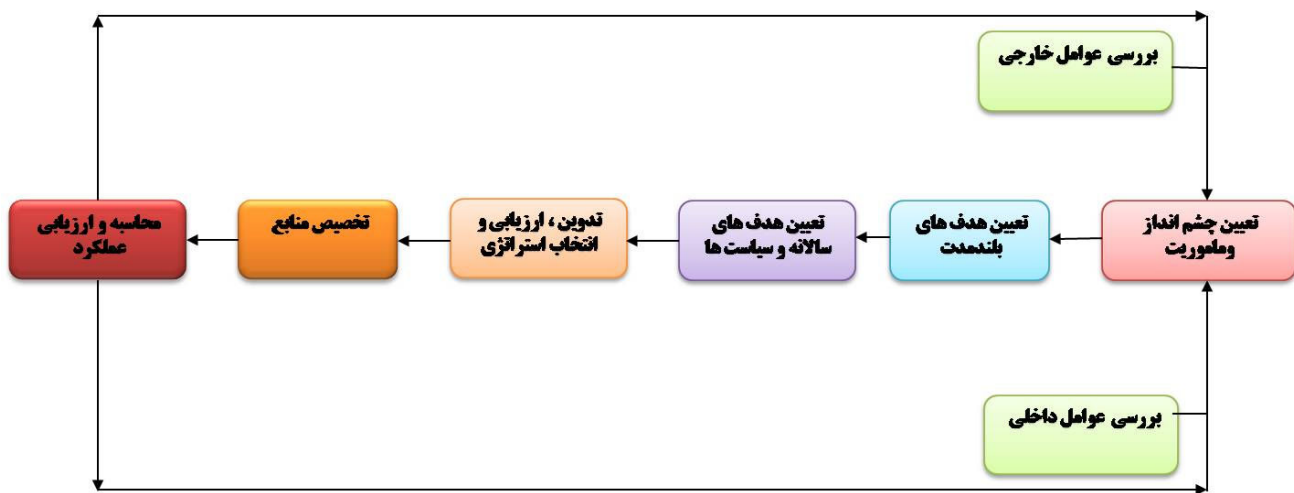 بررسی عوامل خارجی
تعیین چشم انداز
وماموریت
تعیین هدف های
بلندمدت
تعیین هدف های
سالانه و سیاست ها
تدوین ، ارزیابی و
انتخاب استراتژی
تخصیص منابع
محاسبه و ارزیابی
عملکرد
بررسی عوامل داخلی